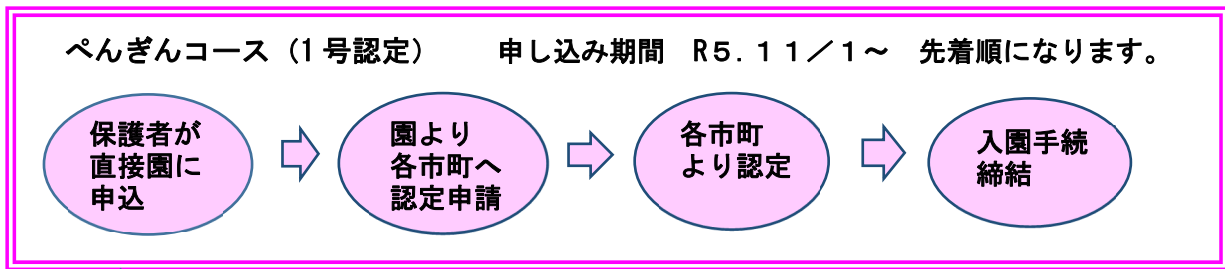 ぺんぎんコース（1号認定）　　申し込み期間　R５．１１／１～　先着順になります。
保護者が
直接園に
申込
園より
各市町へ
認定申請
各市町
より認定
入園手続
締結